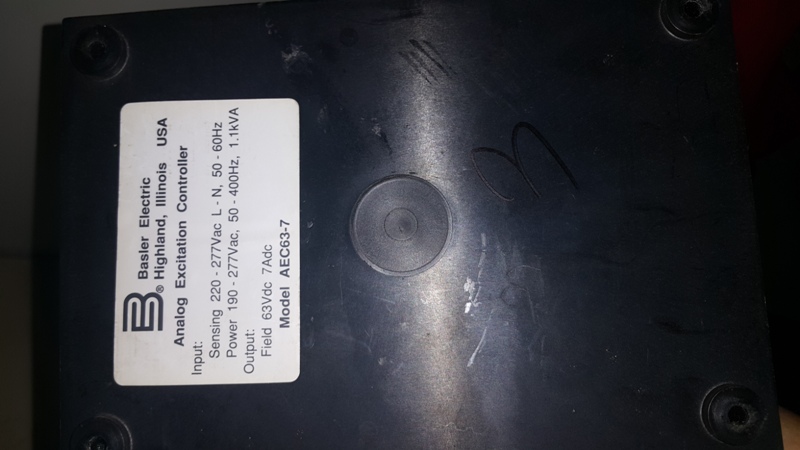 B®
Basler Electric
Highland, Illinois USA
Analog Excitation Controller
Input:
Sensing 220 - 277Vac L - N, 50 - 60Hz
Power 190 - 277Vac, 50 - 400Hz, 1.1kVA
Output:
Field 63Vdc 7Adc
Model AEC63-7